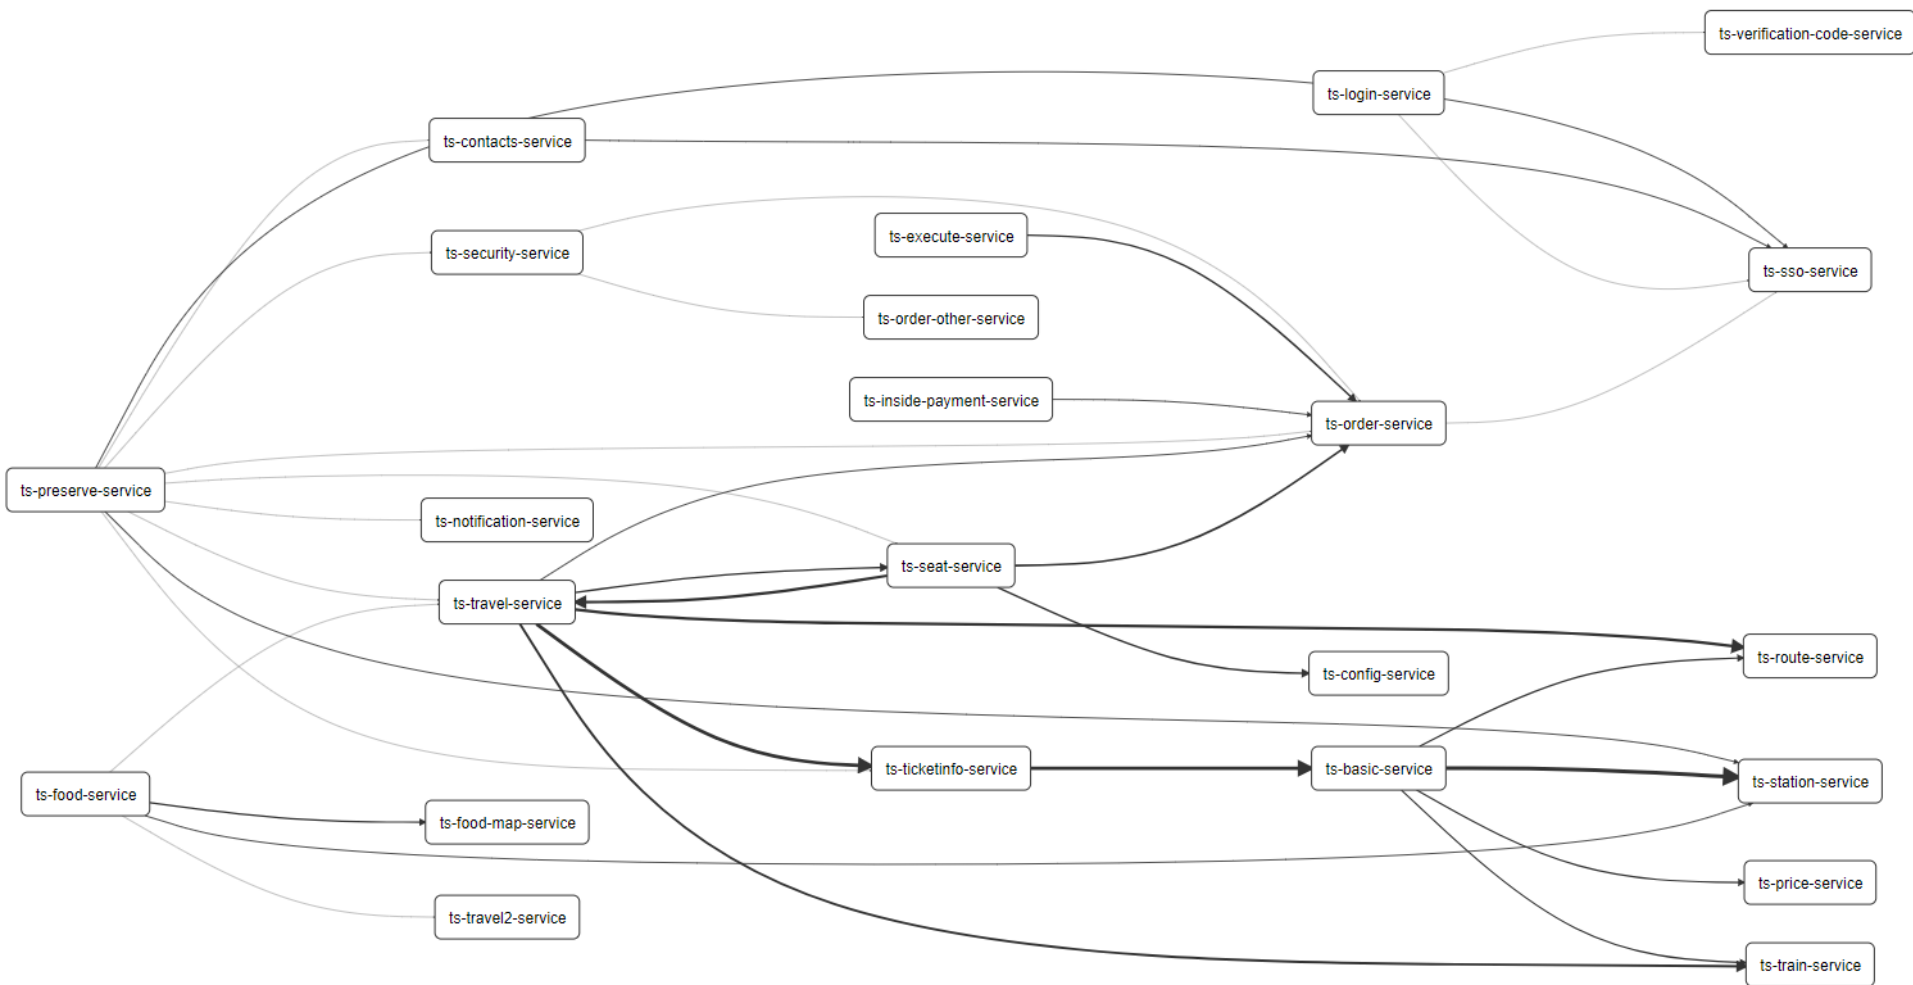 ts-verification-code-service
ts-login-service
ts-contacts-service
ts-execute-service
ts-security-service
ts-sso-service
ts-order-other-service
ts-inside-payment-service
ts-order-service
ts-preserve-service
ts-notification-service
ts-seat-service
ts-travel-service
ts-route-service
ts-config-service
ts-ticketinfo-service
ts-basic-service
ts-station-service
ts-food-service
ts-food-map-service
ts-price-service
ts-travel2-service
ts-train-service